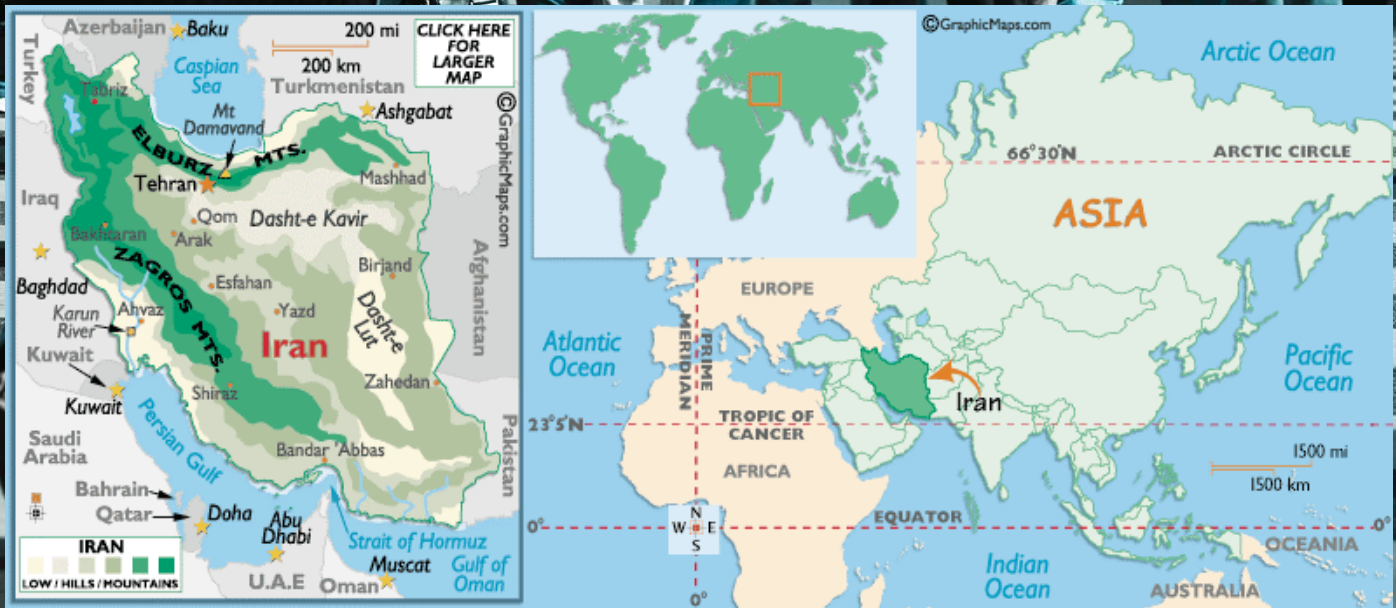 Azerbaijan
Baku
200 mi
200 km
CLICK HERE
FOR
LARGER
MAP
Turkey
Caspian
Sea
Turkmenistan
Tabriz
Mt
Damavand
Ashgabat
©GraphicMaps.com
ELBURZ MTS.
Tehran
Mashhad
Iraq
Qom
Dasht-e Kavir
Bakhtaran
Arak
ZAGROS MTS.
Afghanistan
Baghdad
Esfahan
Birjand
Karun
River
Ahvaz
Yazd
Dasht-e
Lut
Iran
Kuwait
Kuwait
Shiraz
Zahedan
Saudi
Arabia
Persian Gulf
Bandar 'Abbas
Pakistan
Bahrain
Qatar
Doha
Abu
Dhabi
Strait of Hormuz
Muscat
Gulf of
Oman
U.A.E
Oman
IRAN
LOW / HILLS / MOUNTAINS
©GraphicMaps.com
Arctic Ocean
66°30'N
ARCTIC CIRCLE
ASIA
EUROPE
Atlantic
Ocean
PRIME
MERIDIAN
Pacific
Ocean
Iran
23°5'N
TROPIC OF
CANCER
AFRICA
1500 mi
1500 km
N
W E
S
0°
EQUATOR
0°
OCEANIA
Indian
Ocean
AUSTRALIA
0°